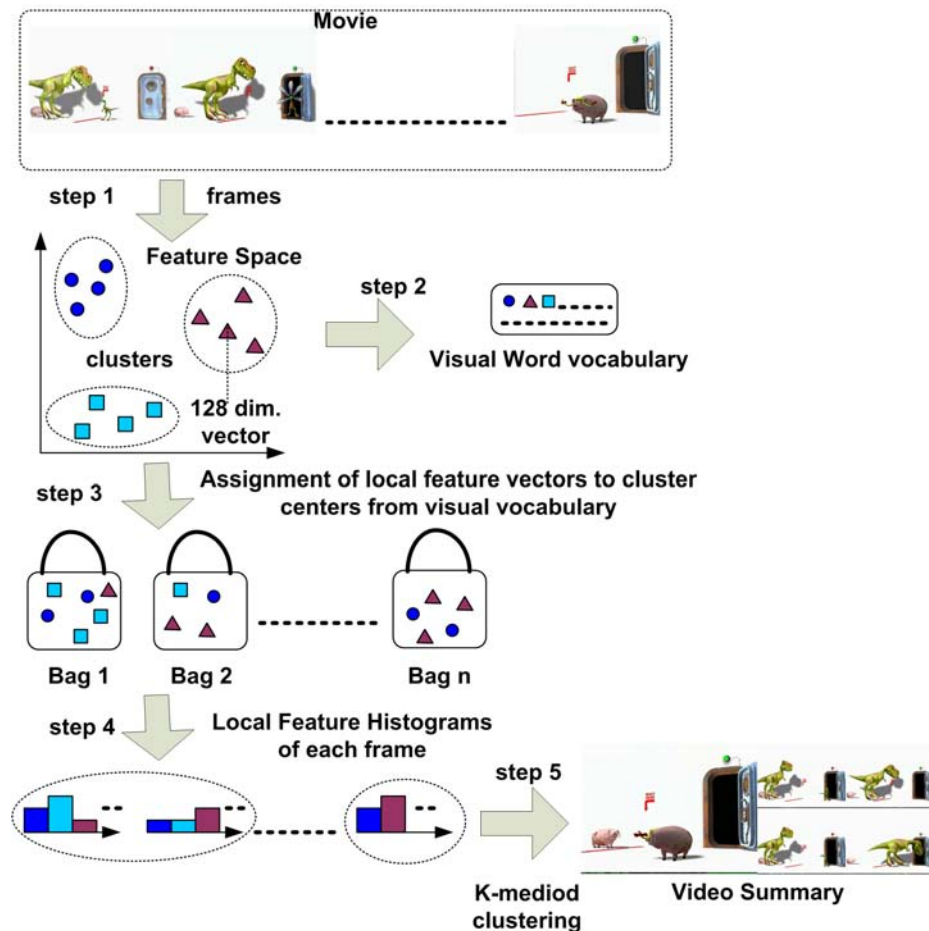 Movie
step 1
frames
Feature Space
step 2
clusters
Visual Word vocabulary
128 dim.
vector
step 3
Assignment of local feature vectors to cluster
centers from visual vocabulary
Bag 1
Bag 2
Bag n
step 4
Local Feature Histograms
of each frame
step 5
K-mediod
clustering
Video Summary